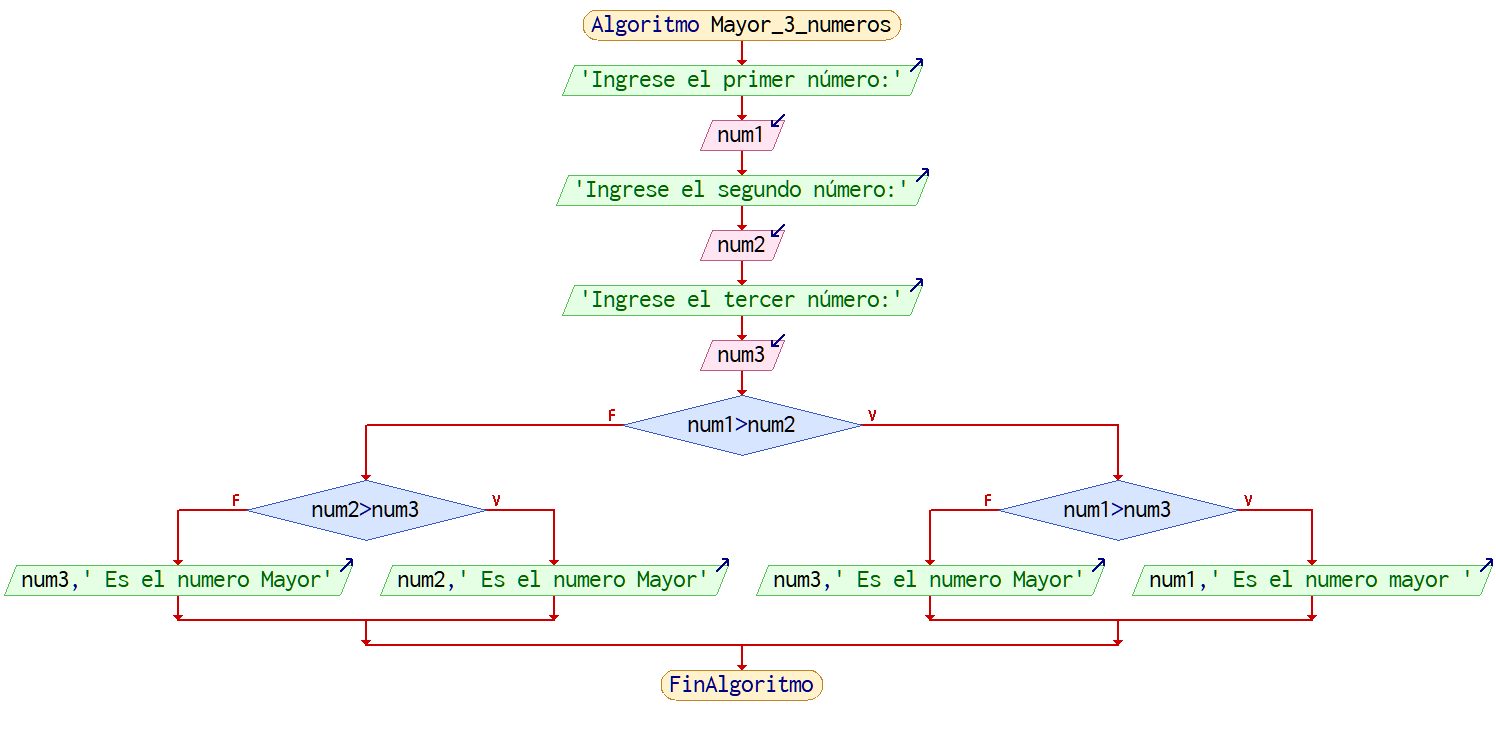 Algoritmo Mayor_3_numeros
'Ingrese el primer número:'
num1
'Ingrese el segundo número:'
num2
'Ingrese el tercer número:'
num3
F
num1>num2
V
F
num2>num3
V
F
num1>num3
V
num3,' Es el numero Mayor'
num2,' Es el numero Mayor'
num3,' Es el numero Mayor'
num1,' Es el numero mayor '
FinAlgoritmo